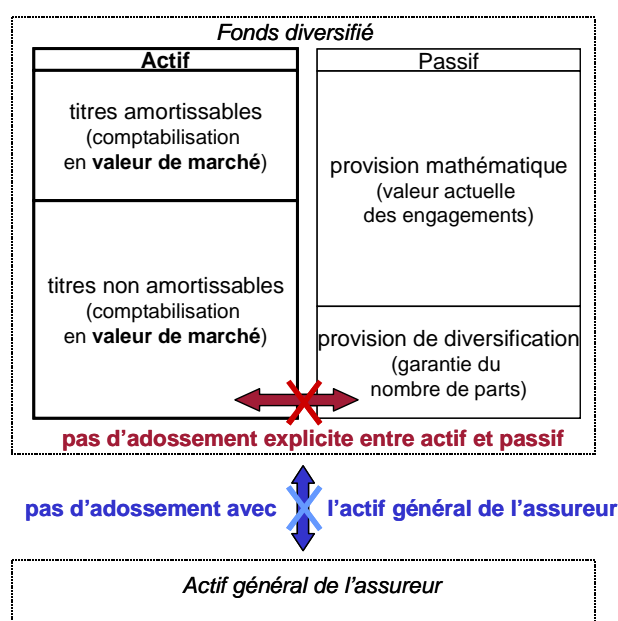 Fonds diversifié
Actif
titres amortissables
(comptabilisation
en valeur de marché)
titres non amortissables
(comptabilisation
en valeur de marché)
Passif
provision mathématique
(valeur actuelle
des engagements)
provision de diversification
(garantie du
nombre de parts)
pas d’adossement explicite entre actif et passif
pas d’adossement avec l’actif général de l’assureur
Actif général de l’assureur